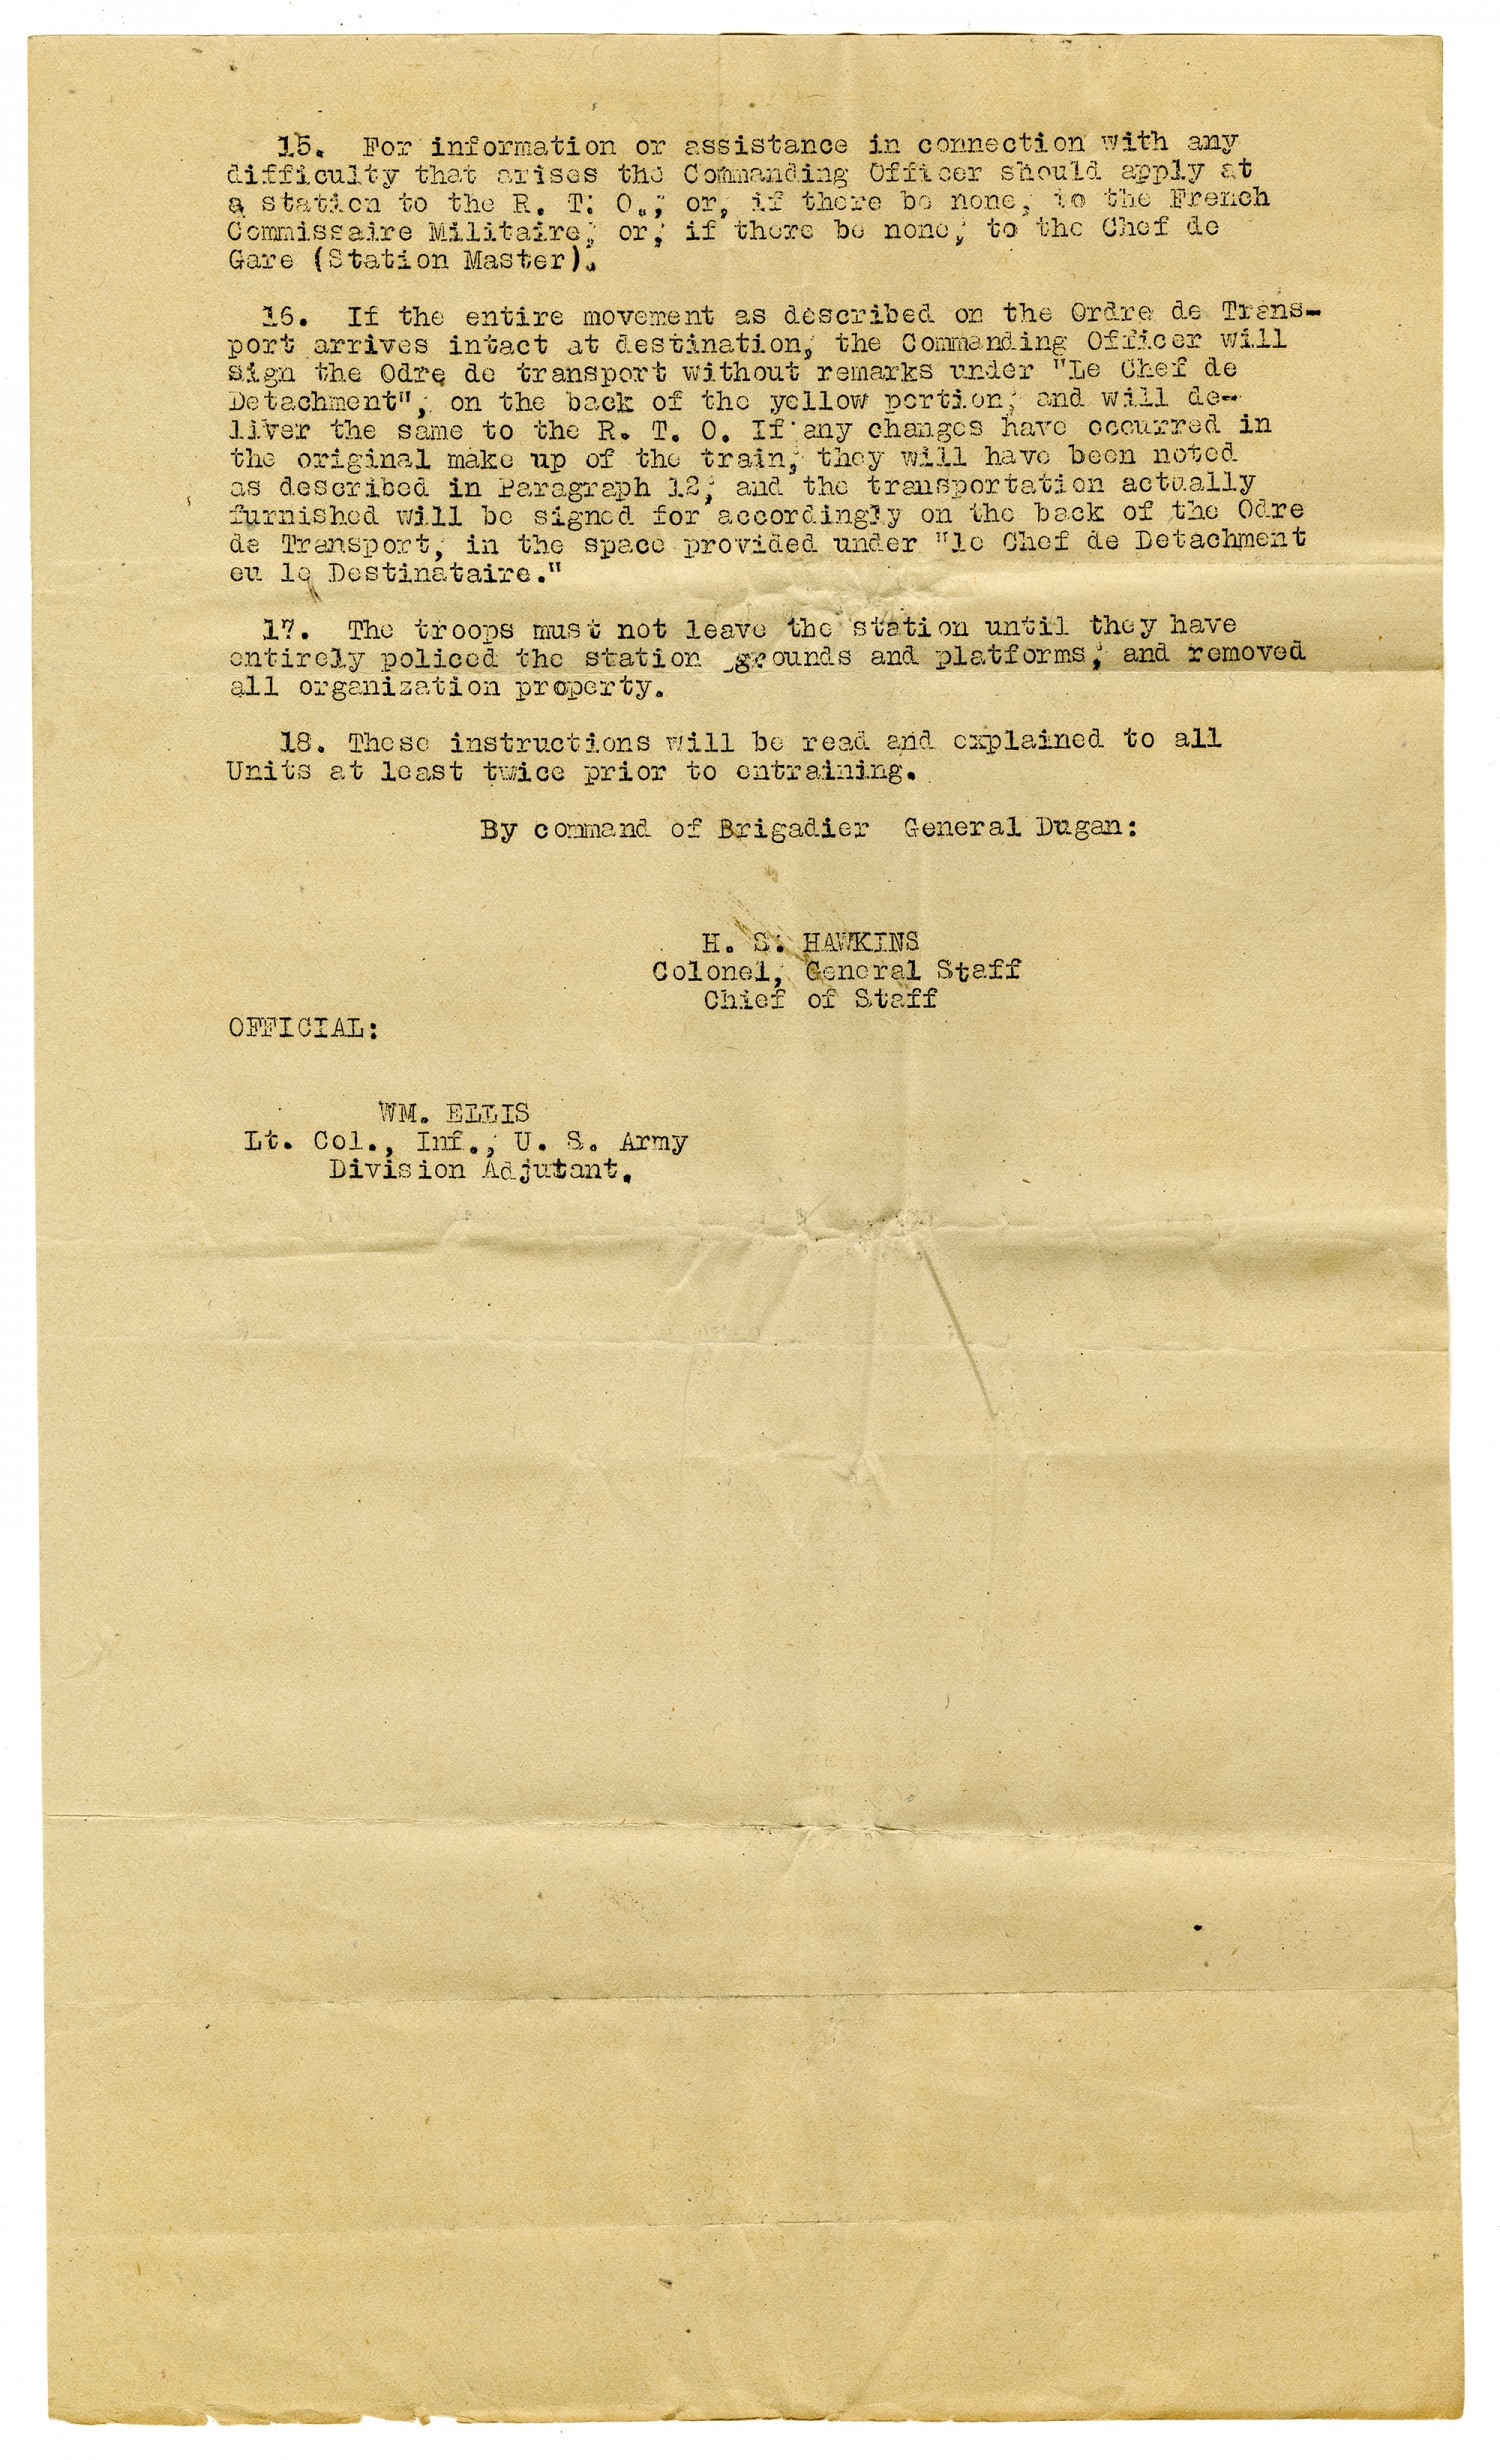 15. For information or assistance in connection with any
difficulty that arises the Commanding Officer should apply at
a station to the R. T. O., or, if there be none, to the French
Commissaire Militaire, or, if there be none, to the Chef de
Gare (Station Master).
16. If the entire movement as described on the Ordre de Trans-
port arrives intact at destination, the Commanding Officer will
sign the Odre de transport without remarks under "Le Chef de
Detachment", on the back of the yellow portion, and will de-
liver the same to the R. T. O. If any changes have occurred in
the original make up of the train, they will have been noted
as described in Paragraph 12, and the transportation actually
furnished will be signed for accordingly on the back of the Odre
de Transport, in the space provided under "le Chef de Detachment
eu le Destinataire."
17. The troops must not leave the station until they have
entirely policed the station grounds and platforms, and removed
all organization property.
18. These instructions will be read and explained to all
Units at least twice prior to entraining.
By command of Brigadier General Dugan:
H. S. HAWKINS
Colonel, General Staff
Chief of Staff
OFFICIAL:
WM. ELLIS
Lt. Col., Inf., U. S. Army
Division Adjutant.